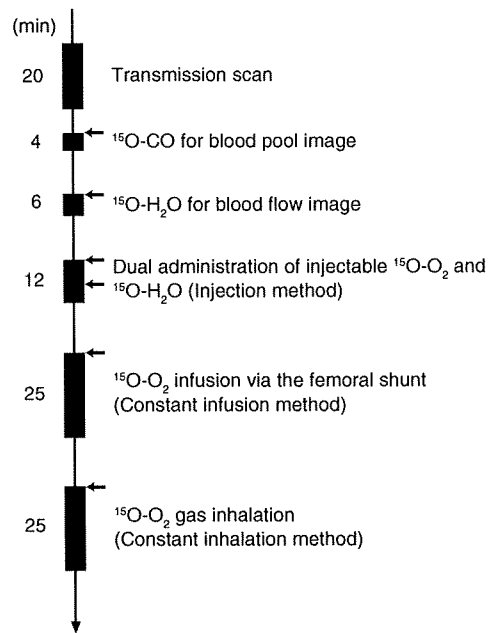 (min)
20 Transmission scan
4 ¹⁵O-CO for blood pool image
6 ¹⁵O-H₂O for blood flow image
12 Dual administration of injectable ¹⁵O-O₂ and
¹⁵O-H₂O (Injection method)
25 ¹⁵O-O₂ infusion via the femoral shunt
(Constant infusion method)
25 ¹⁵O-O₂ gas inhalation
(Constant inhalation method)